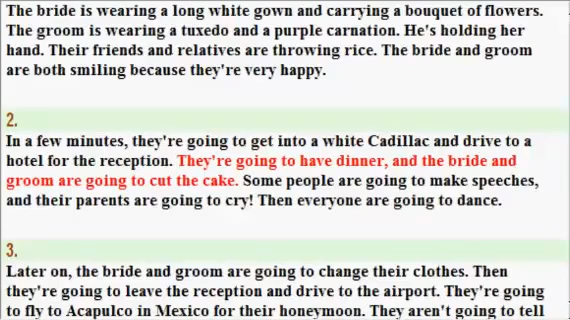 The bride is wearing a long white gown and carrying a bouquet of flowers.
The groom is wearing a tuxedo and a purple carnation. He's holding her
hand. Their friends and relatives are throwing rice. The bride and groom
are both smiling because they're very happy.
2.
In a few minutes, they're going to get into a white Cadillac and drive to a
hotel for the reception. They're going to have dinner, and the bride and
groom are going to cut the cake. Some people are going to make speeches,
and their parents are going to cry! Then everyone are going to dance.
3.
Later on, the bride and groom are going to change their clothes. Then
they're going to leave the reception and drive to the airport. They're going
to fly to Acapulco in Mexico for their honeymoon. They aren't going to tell